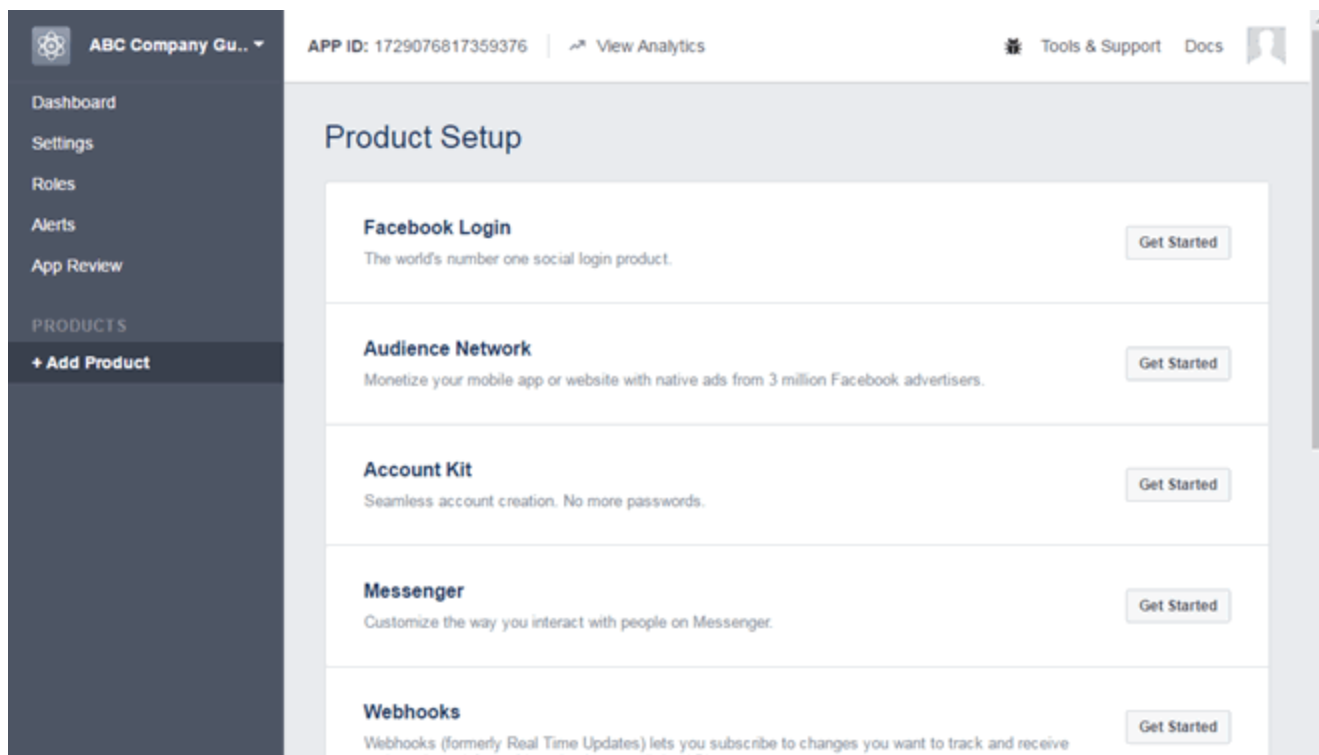 ABC Company Gu..
APP ID: 1729076817359376
View Analytics
Tools & Support
Docs
Dashboard
Settings
Roles
Alerts
App Review
PRODUCTS
+ Add Product
Product Setup
Facebook Login
The world's number one social login product.
Get Started
Audience Network
Monetize your mobile app or website with native ads from 3 million Facebook advertisers.
Get Started
Account Kit
Seamless account creation. No more passwords.
Get Started
Messenger
Customize the way you interact with people on Messenger.
Get Started
Webhooks
Webhooks (formerly Real Time Updates) lets you subscribe to changes you want to track and receive
Get Started